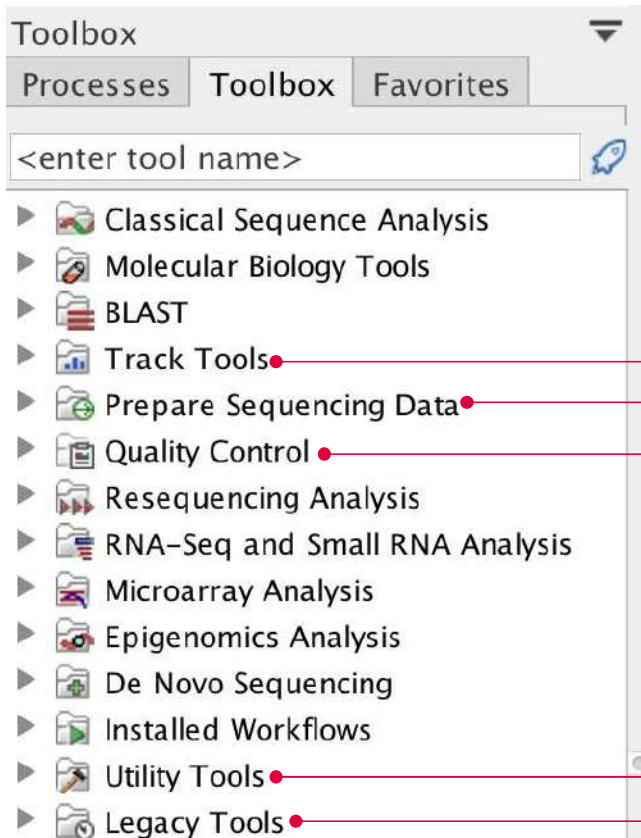 Toolbox
Processes Toolbox Favorites
<enter tool name>
Classical Sequence Analysis
Molecular Biology Tools
BLAST
Track Tools
Prepare Sequencing Data
Quality Control
Resequencing Analysis
RNA-Seq and Small RNA Analysis
Microarray Analysis
Epigenomics Analysis
De Novo Sequencing
Installed Workflows
Utility Tools
Legacy Tools